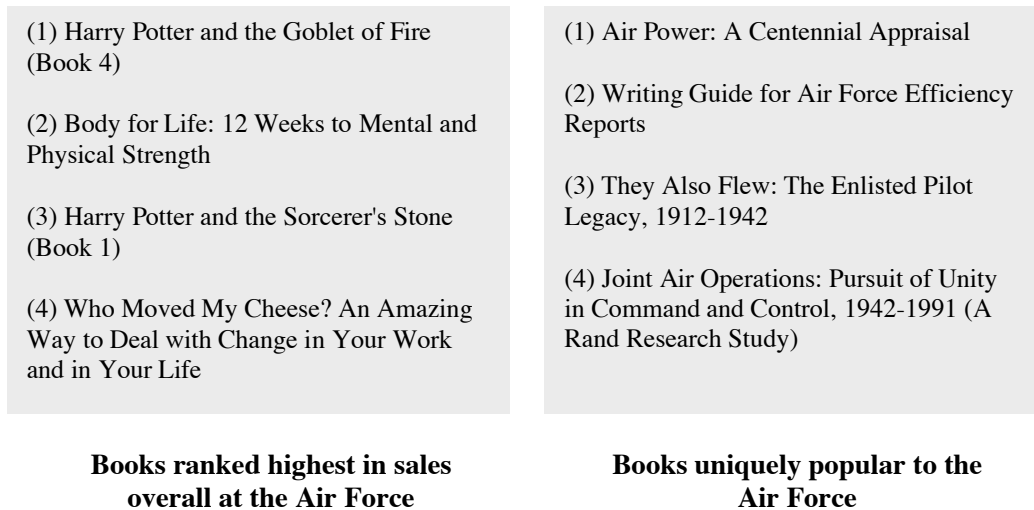 (1) Harry Potter and the Goblet of Fire
(Book 4)
(2) Body for Life: 12 Weeks to Mental and
Physical Strength
(3) Harry Potter and the Sorcerer's Stone
(Book 1)
(4) Who Moved My Cheese? An Amazing
Way to Deal with Change in Your Work
and in Your Life
Books ranked highest in sales
overall at the Air Force
(1) Air Power: A Centennial Appraisal
(2) Writing Guide for Air Force Efficiency
Reports
(3) They Also Flew: The Enlisted Pilot
Legacy, 1912-1942
(4) Joint Air Operations: Pursuit of Unity
in Command and Control, 1942-1991 (A
Rand Research Study)
Books uniquely popular to the
Air Force